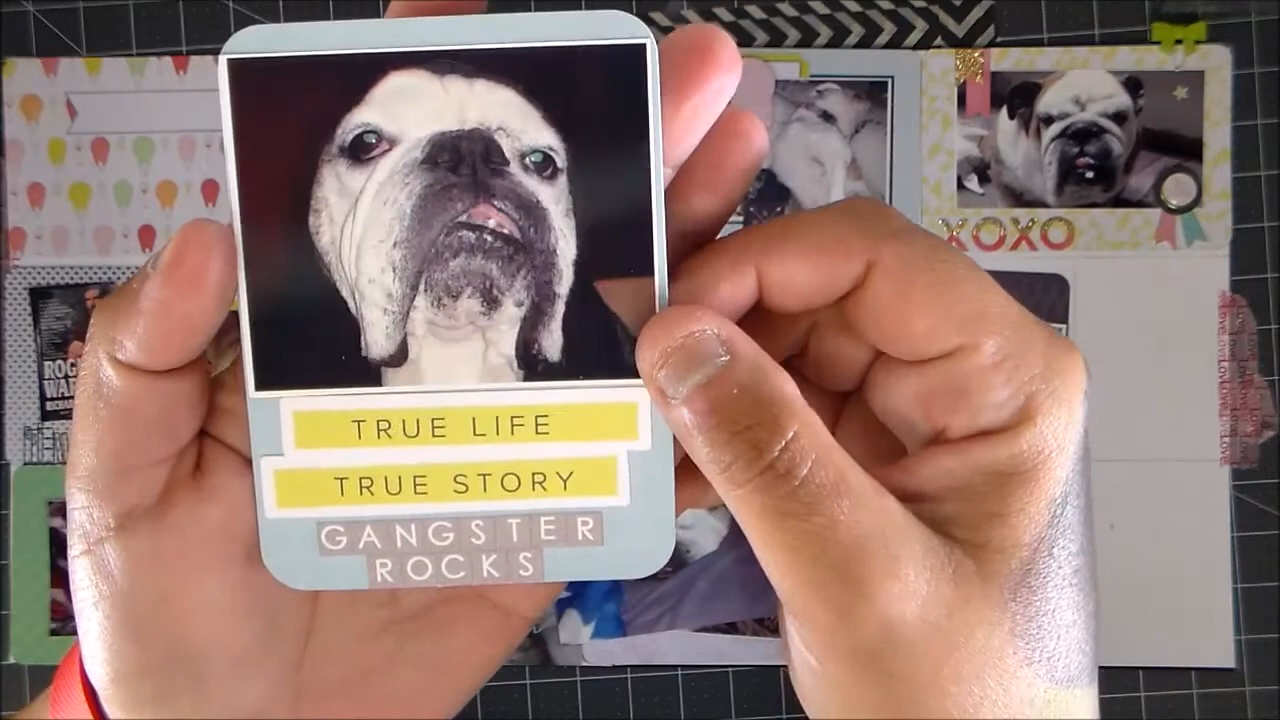 TRUE LIFE
TRUE STORY
GANGSTER
ROCKS
XOXO